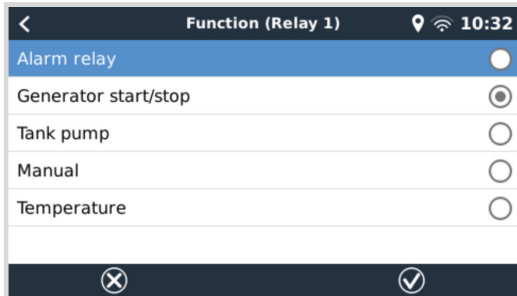 Function (Relay 1) 10:32
Alarm relay
Generator start/stop
Tank pump
Manual
Temperature